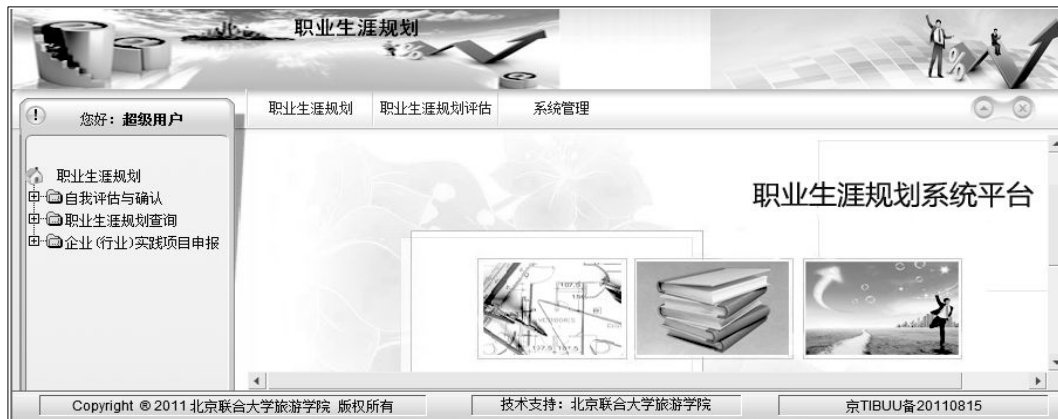 职业生涯规划
您好：超级用户
职业生涯规划 职业生涯规划评估 系统管理
职业生涯规划
自我评估与确认
职业生涯规划查询
企业(行业)实践项目申报
职业生涯规划系统平台
107.5
107.5 101.5
Copyright ® 2011 北京联合大学旅游学院 版权所有 技术支持：北京联合大学旅游学院 京TIBUU备20110815